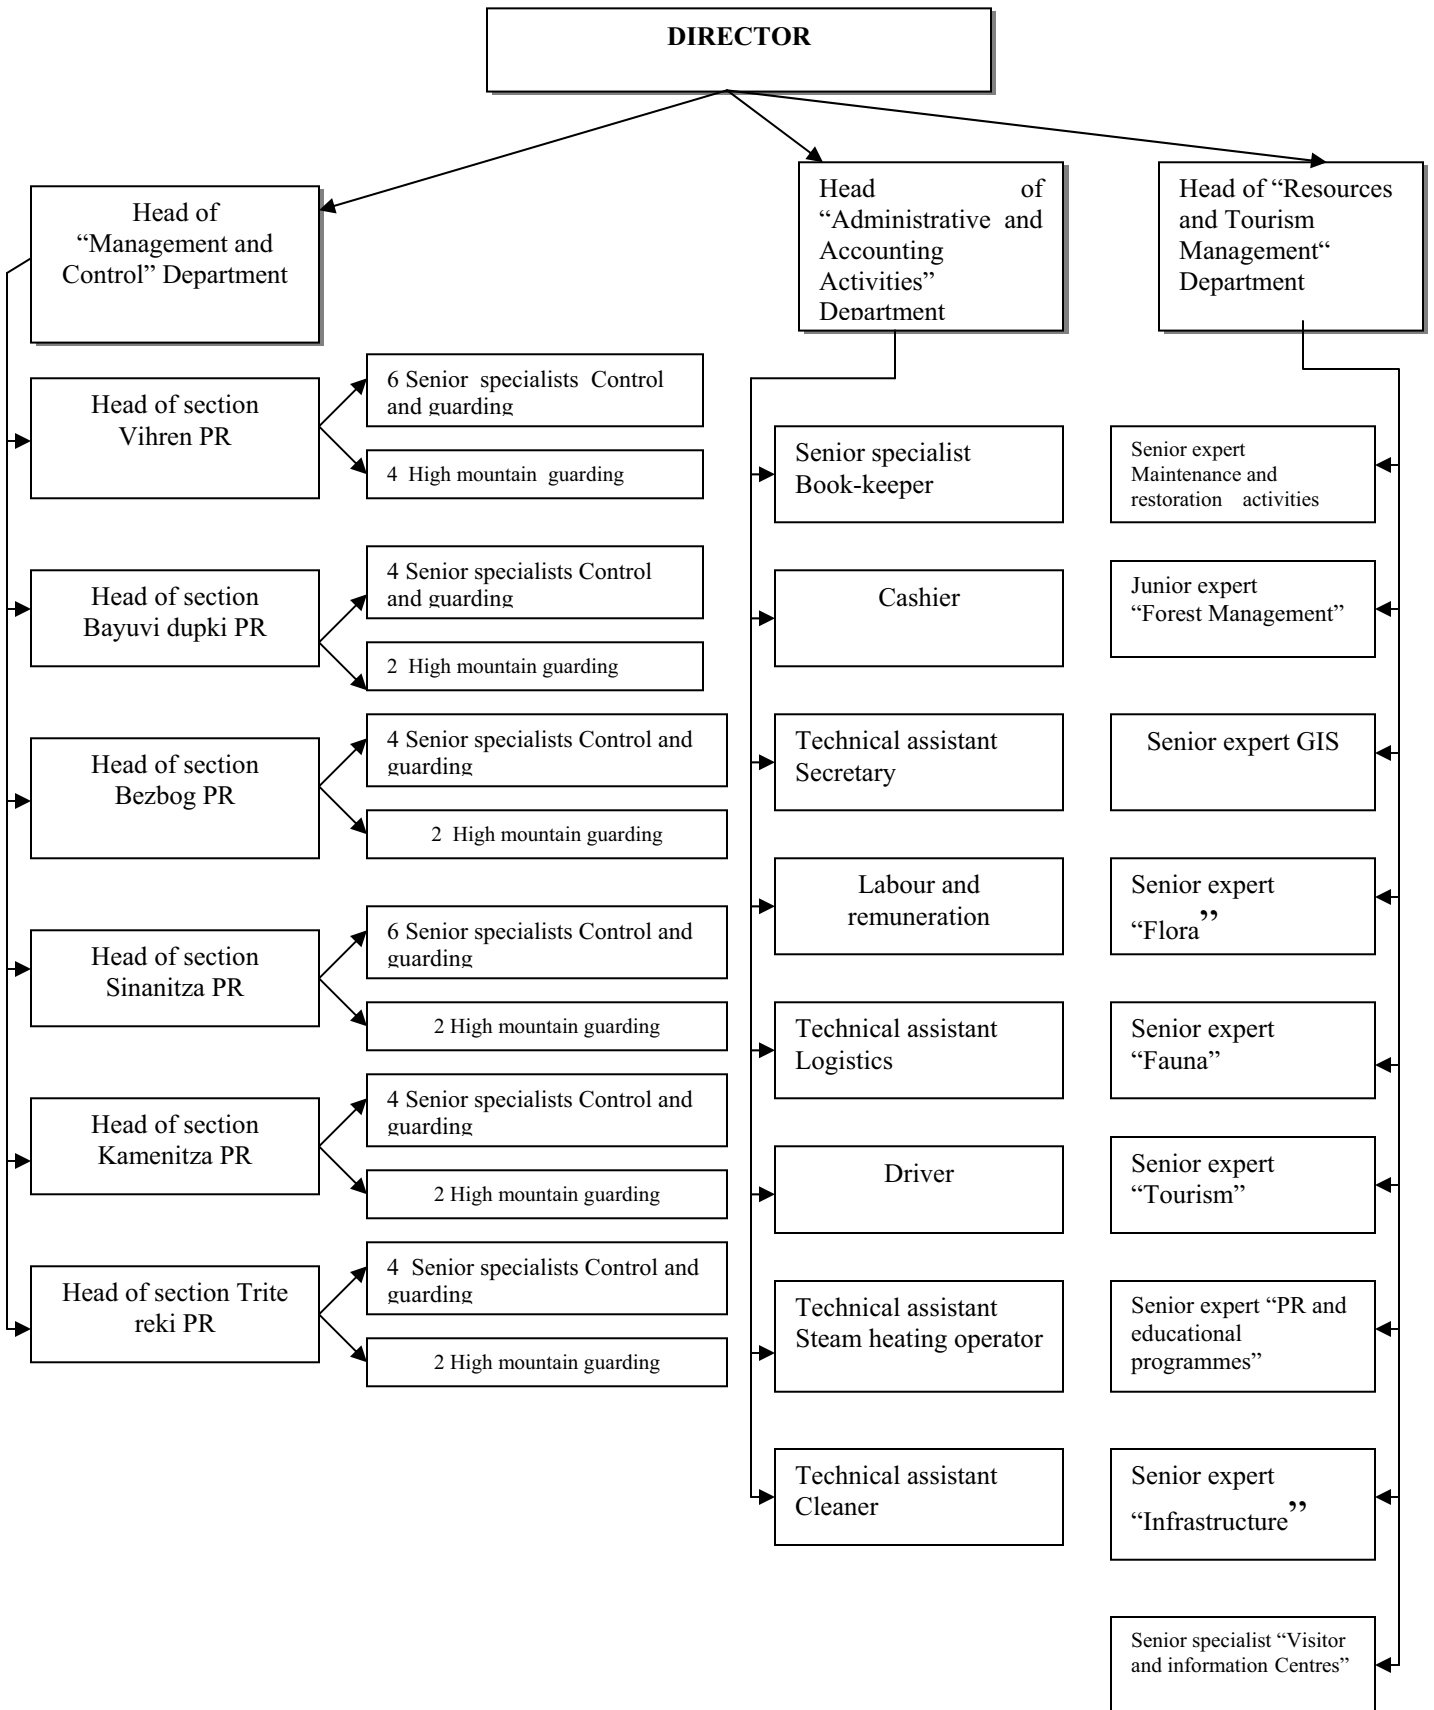 DIRECTOR
Head of
“Management and
Control” Department
Head of section
Vihren PR
6 Senior specialists Control
and guarding
4 High mountain guarding
Head of section
Bayuvi dupki PR
4 Senior specialists Control
and guarding
2 High mountain guarding
Head of section
Bezbog PR
4 Senior specialists Control and
guarding
2 High mountain guarding
Head of section
Sinanitza PR
6 Senior specialists Control and
guarding
2 High mountain guarding
Head of section
Kamenitza PR
4 Senior specialists Control and
guarding
2 High mountain guarding
Head of section Trite
reki PR
4 Senior specialists Control and
guarding
2 High mountain guarding
Head of
“Administrative and
Accounting
Activities”
Department
Senior specialist
Book-keeper
Cashier
Technical assistant
Secretary
Labour and
remuneration
Technical assistant
Logistics
Driver
Technical assistant
Steam heating operator
Technical assistant
Cleaner
Head of “Resources
and Tourism
Management“
Department
Senior expert
Maintenance and
restoration activities
Junior expert
“Forest Management”
Senior expert GIS
Senior expert
“Flora”
Senior expert
“Fauna”
Senior expert
“Tourism”
Senior expert “PR and
educational
programmes”
Senior expert
“Infrastructure”
Senior specialist “Visitor
and information Centres”